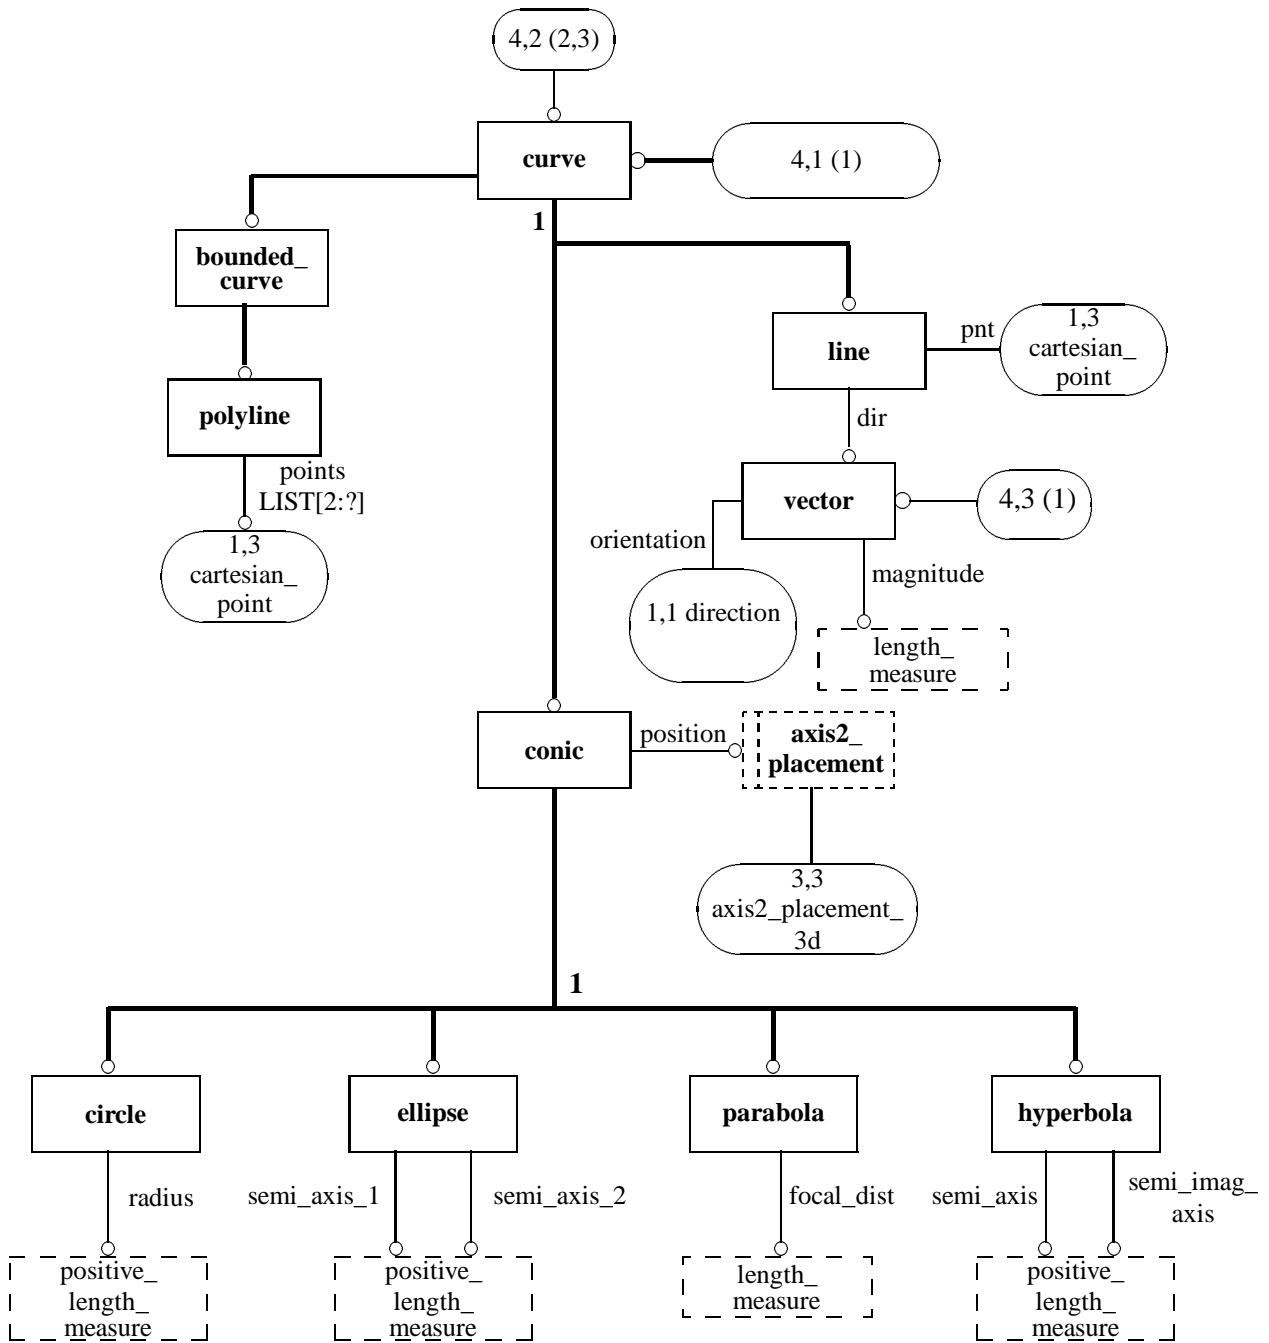 4,2 (2,3)
curve
4,1 (1)
1
bounded_
curve
line
pnt
1,3
cartesian_
point
polyline
dir
points
LIST[2:?]
vector
4,3 (1)
orientation
1,3
cartesian_
point
magnitude
1,1 direction
length_
measure
conic
position
axis2_
placement
3,3
axis2_placement_
3d
1
circle
ellipse
parabola
hyperbola
radius
semi_axis_1
semi_axis_2
focal_dist
semi_axis
semi_imag_
axis
positive_
length_
measure
positive_
length_
measure
length_
measure
positive_
length_
measure